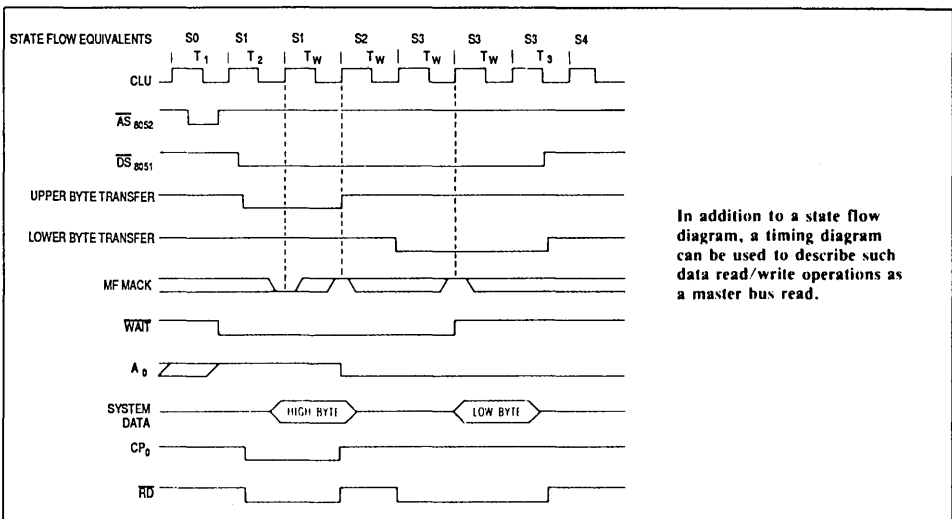 STATE FLOW EQUIVALENTS S0 S1 S1 S2 S3 S3 S3 S4
T1 T2 TW TW TW TW T3
CLU
AS 8052
DS 8051
UPPER BYTE TRANSFER
LOWER BYTE TRANSFER
MF MACK
WAIT
A0
SYSTEM
DATA
HIGH BYTE LOW BYTE
CP0
RD
In addition to a state flow
diagram, a timing diagram
can be used to describe such
data read/write operations as
a master bus read.